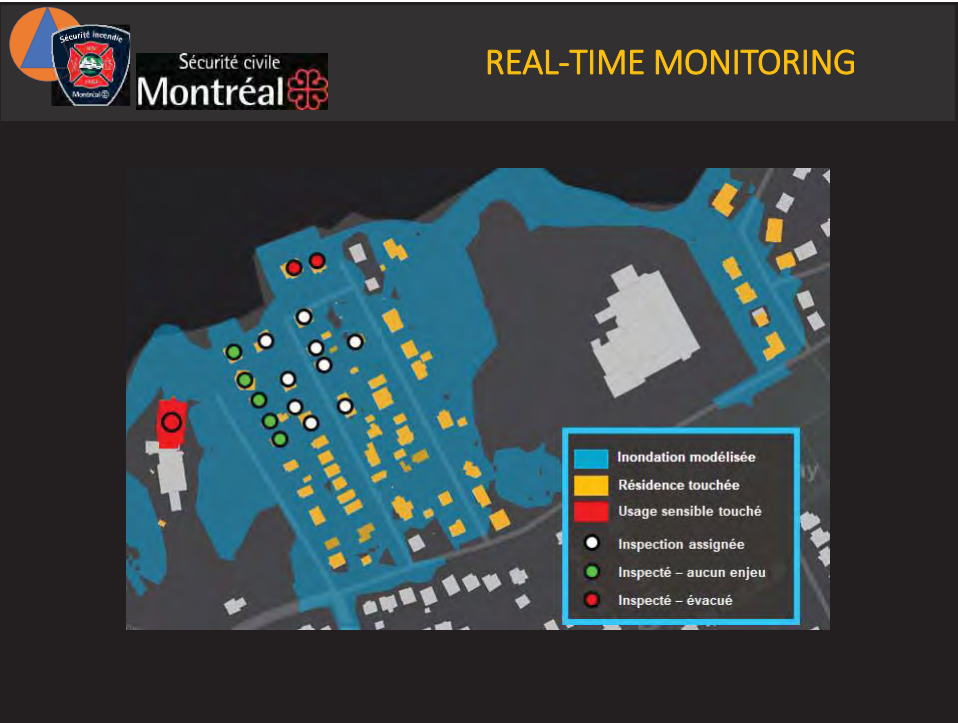 Sécurité incendie
Montréal
Sécurité civile
Montréal
REAL-TIME MONITORING
Inondation modélisée
Résidence touchée
Usage sensible touché
Inspection assignée
Inspecté – aucun enjeu
Inspecté – évacué